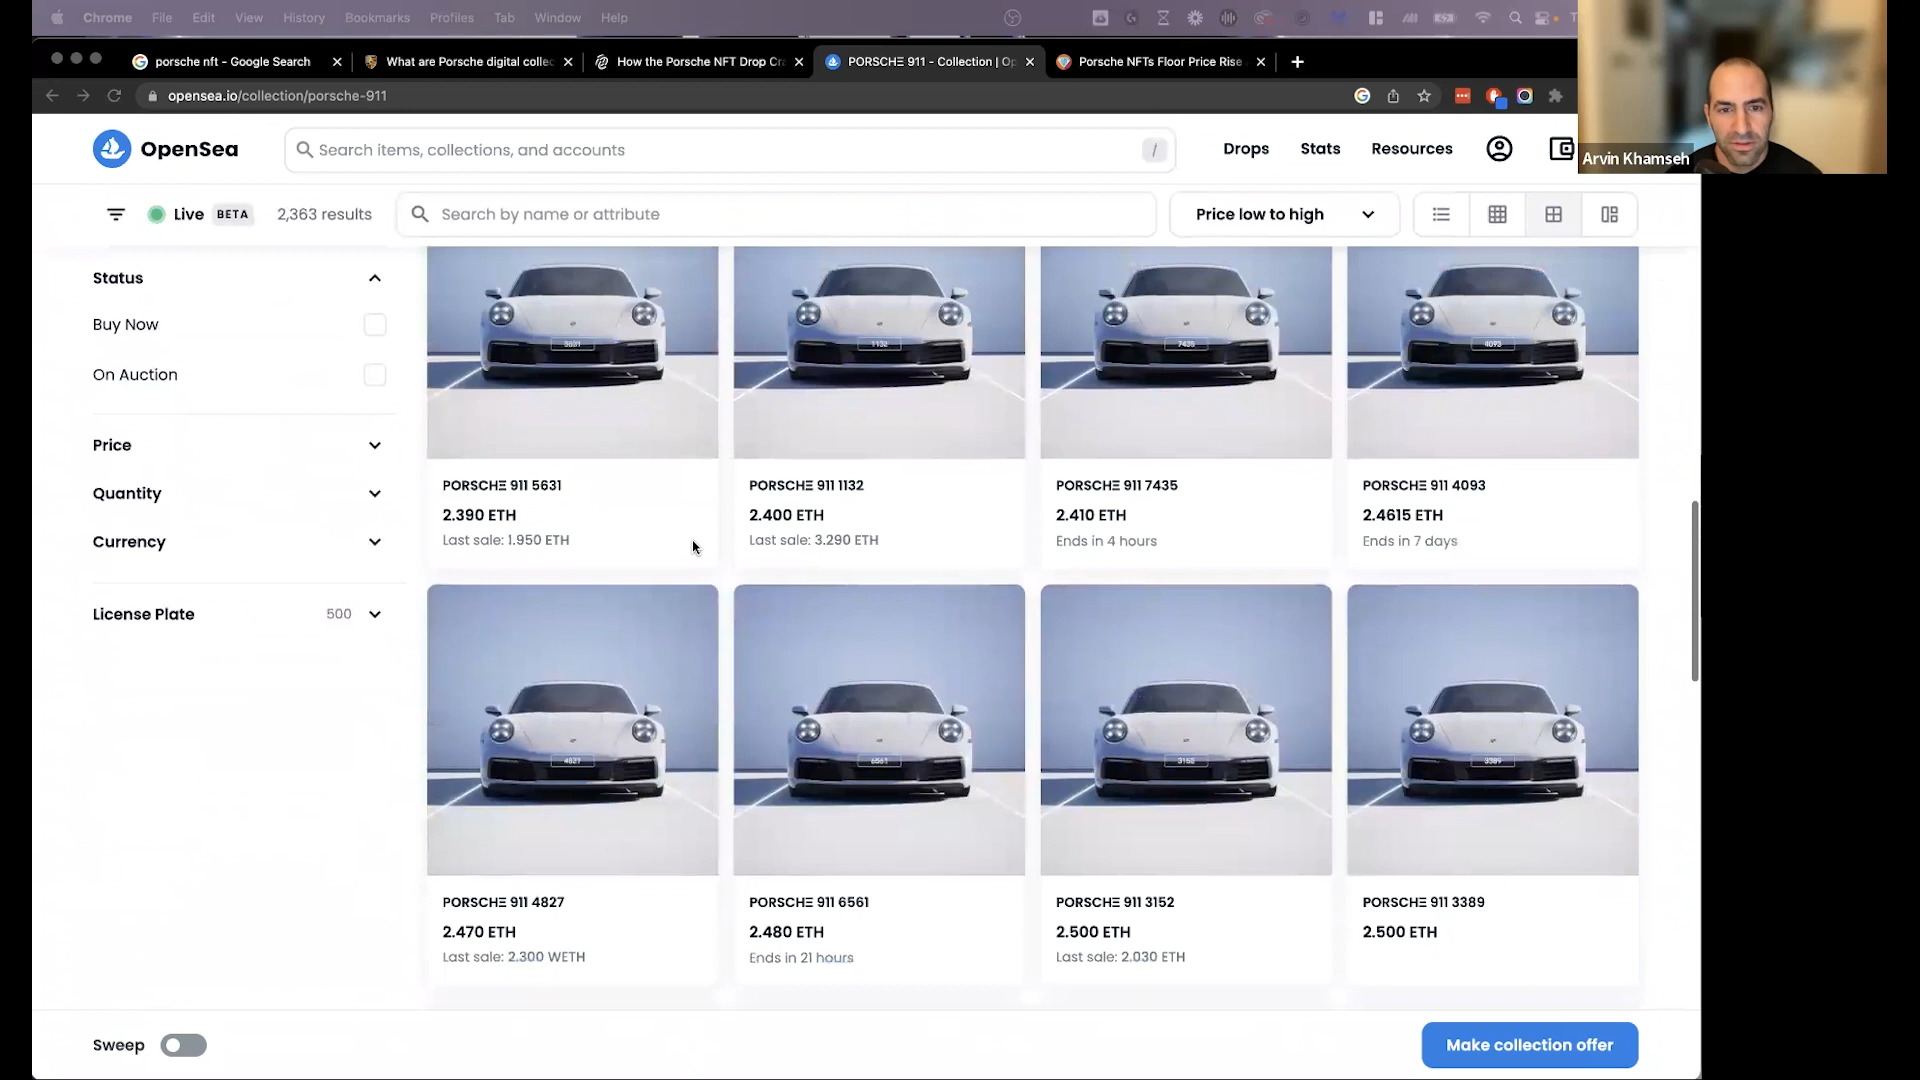 Chrome File Edit View History Bookmarks Profiles Tab Window Help
porsche nft - Google Search
What are Porsche digital collec
How the Porsche NFT Drop Cr
PORSCHΞ 911 - Collection | Op
Porsche NFTs Floor Price Rise
opensea.io/collection/porsche-911
Arvin Khamseh
OpenSea
Search items, collections, and accounts
/
Drops
Stats
Resources
Live
BETA
2,363 results
Search by name or attribute
Price low to high
Status
Buy Now
On Auction
Price
Quantity
Currency
License Plate
500
5631
1132
7435
4093
PORSCHΞ 911 5631
2.390 ETH
Last sale: 1.950 ETH
PORSCHΞ 911 1132
2.400 ETH
Last sale: 3.290 ETH
PORSCHΞ 911 7435
2.410 ETH
Ends in 4 hours
PORSCHΞ 911 4093
2.4615 ETH
Ends in 7 days
4827
6561
3152
3389
PORSCHΞ 911 4827
2.470 ETH
Last sale: 2.300 WETH
PORSCHΞ 911 6561
2.480 ETH
Ends in 21 hours
PORSCHΞ 911 3152
2.500 ETH
Last sale: 2.030 ETH
PORSCHΞ 911 3389
2.500 ETH
Sweep
Make collection offer